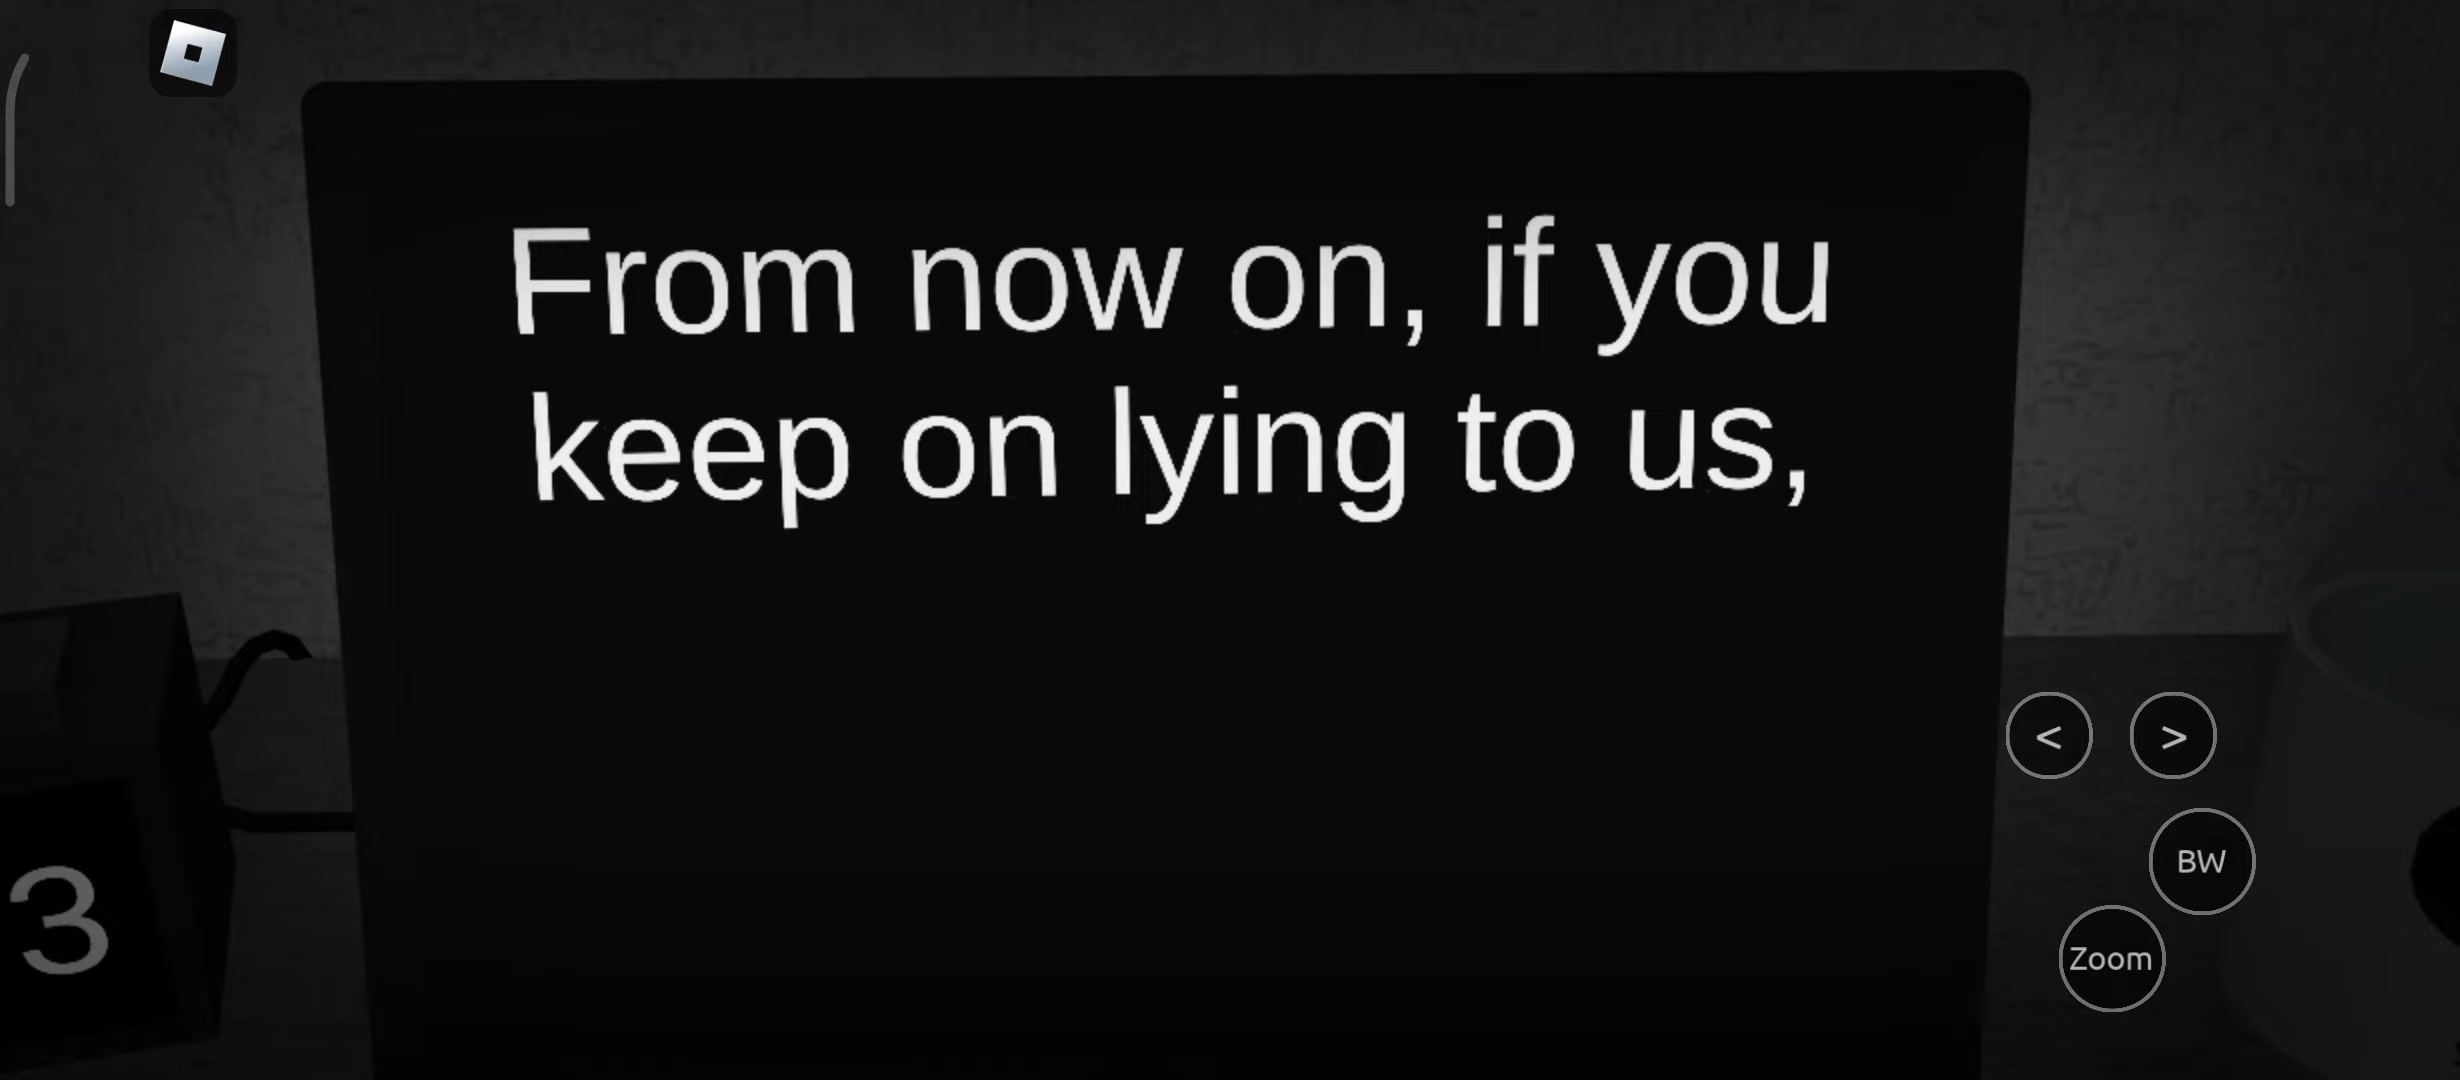 From now on, if you
keep on lying to us,
3
< >
BW
Zoom